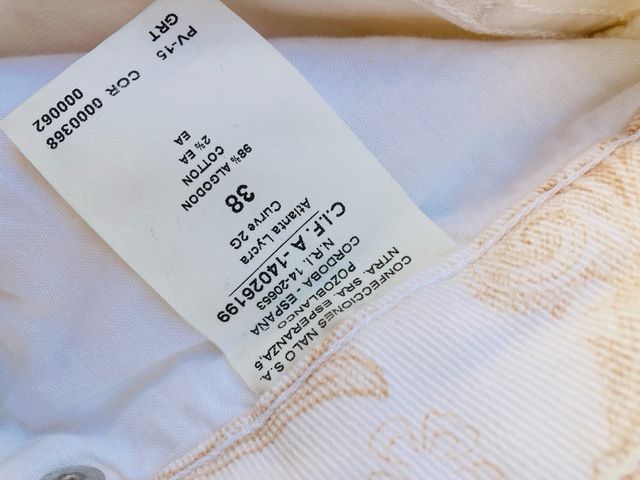 CONFECCIONES NALO S.A.
NTRA. SRA. ESPERANZA,5
POZOBLANCO
CORDOBA - ESPAÑA
N.R.I. 14-20653
C.I.F. A -14026199
Atlanta Lycra
Curve 2G
38
98% ALGODON
COTTON
2% EA
EA
COR 0000368
000062
PV-15
GRT